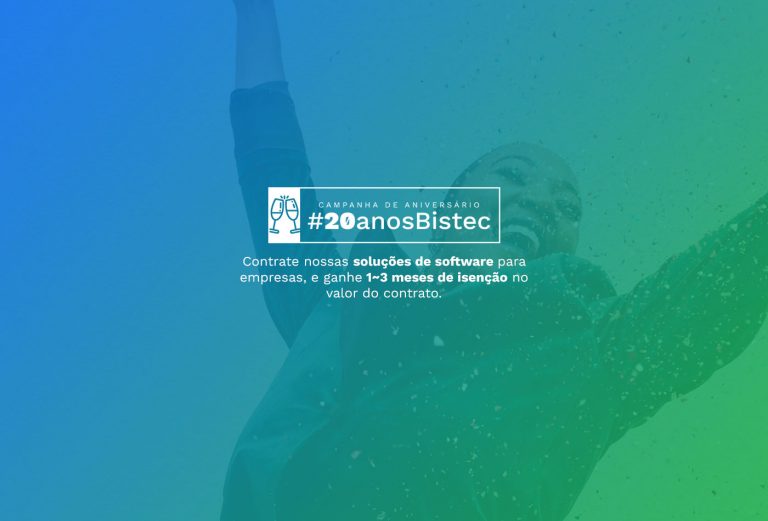 CAMPANHA DE ANIVERSÁRIO
#20anosBistec
Contrate nossas soluções de software para
empresas, e ganhe 1~3 meses de isenção no
valor do contrato.